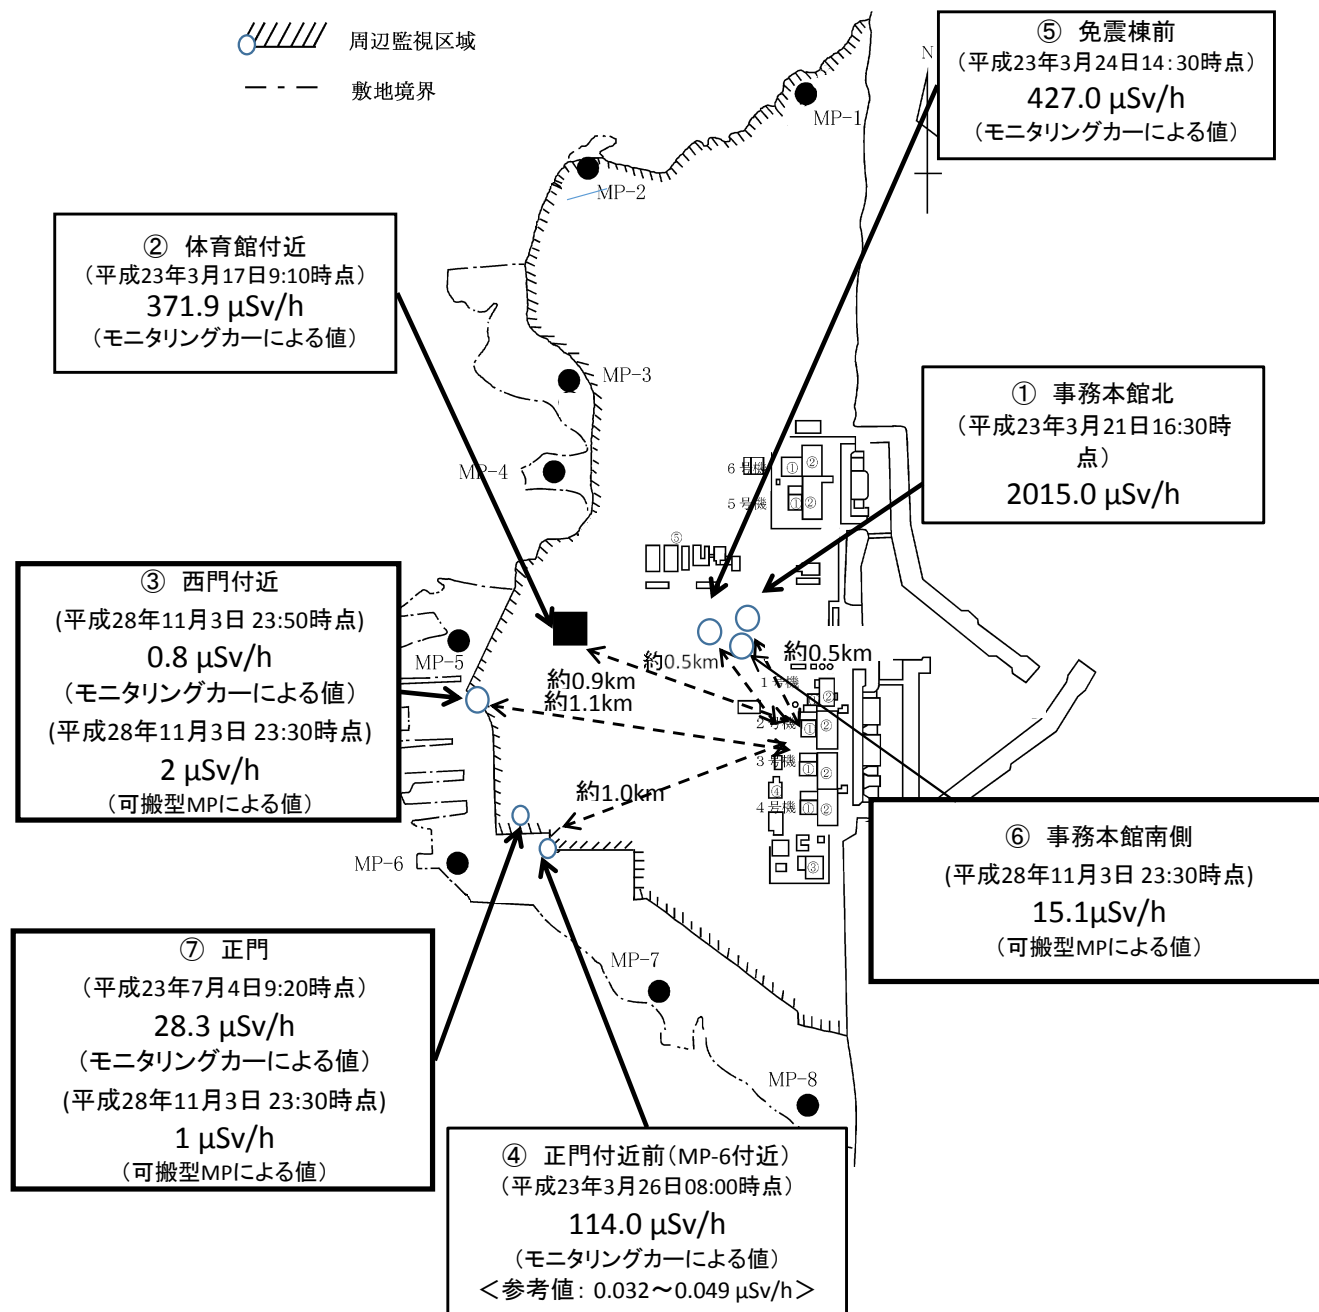 周辺監視区域
敷地境界
⑤ 免震棟前
(平成23年3月24日14:30時点)
427.0 μSv/h
(モニタリングカーによる値)
N
MP-1
MP-2
② 体育館付近
(平成23年3月17日9:10時点)
371.9 μSv/h
(モニタリングカーによる値)
MP-3
① 事務本館北
(平成23年3月21日16:30時
点)
2015.0 μSv/h
MP-4
6号機
①
②
5号機
①
②
⑤
③ 西門付近
(平成28年11月3日 23:50時点)
0.8 μSv/h
(モニタリングカーによる値)
(平成28年11月3日 23:30時点)
2 μSv/h
(可搬型MPによる値)
MP-5
約0.5km
約0.5km
約0.9km
約1.1km
1号機
②
2号機
①
②
3号機
①
②
約1.0km
④
4号機
①
②
③
MP-6
⑥ 事務本館南側
(平成28年11月3日 23:30時点)
15.1μSv/h
(可搬型MPによる値)
⑦ 正門
(平成23年7月4日9:20時点)
28.3 μSv/h
(モニタリングカーによる値)
(平成28年11月3日 23:30時点)
1 μSv/h
(可搬型MPによる値)
MP-7
MP-8
④ 正門付近前(MP-6付近)
(平成23年3月26日08:00時点)
114.0 μSv/h
(モニタリングカーによる値)
<参考値: 0.032~0.049 μSv/h>